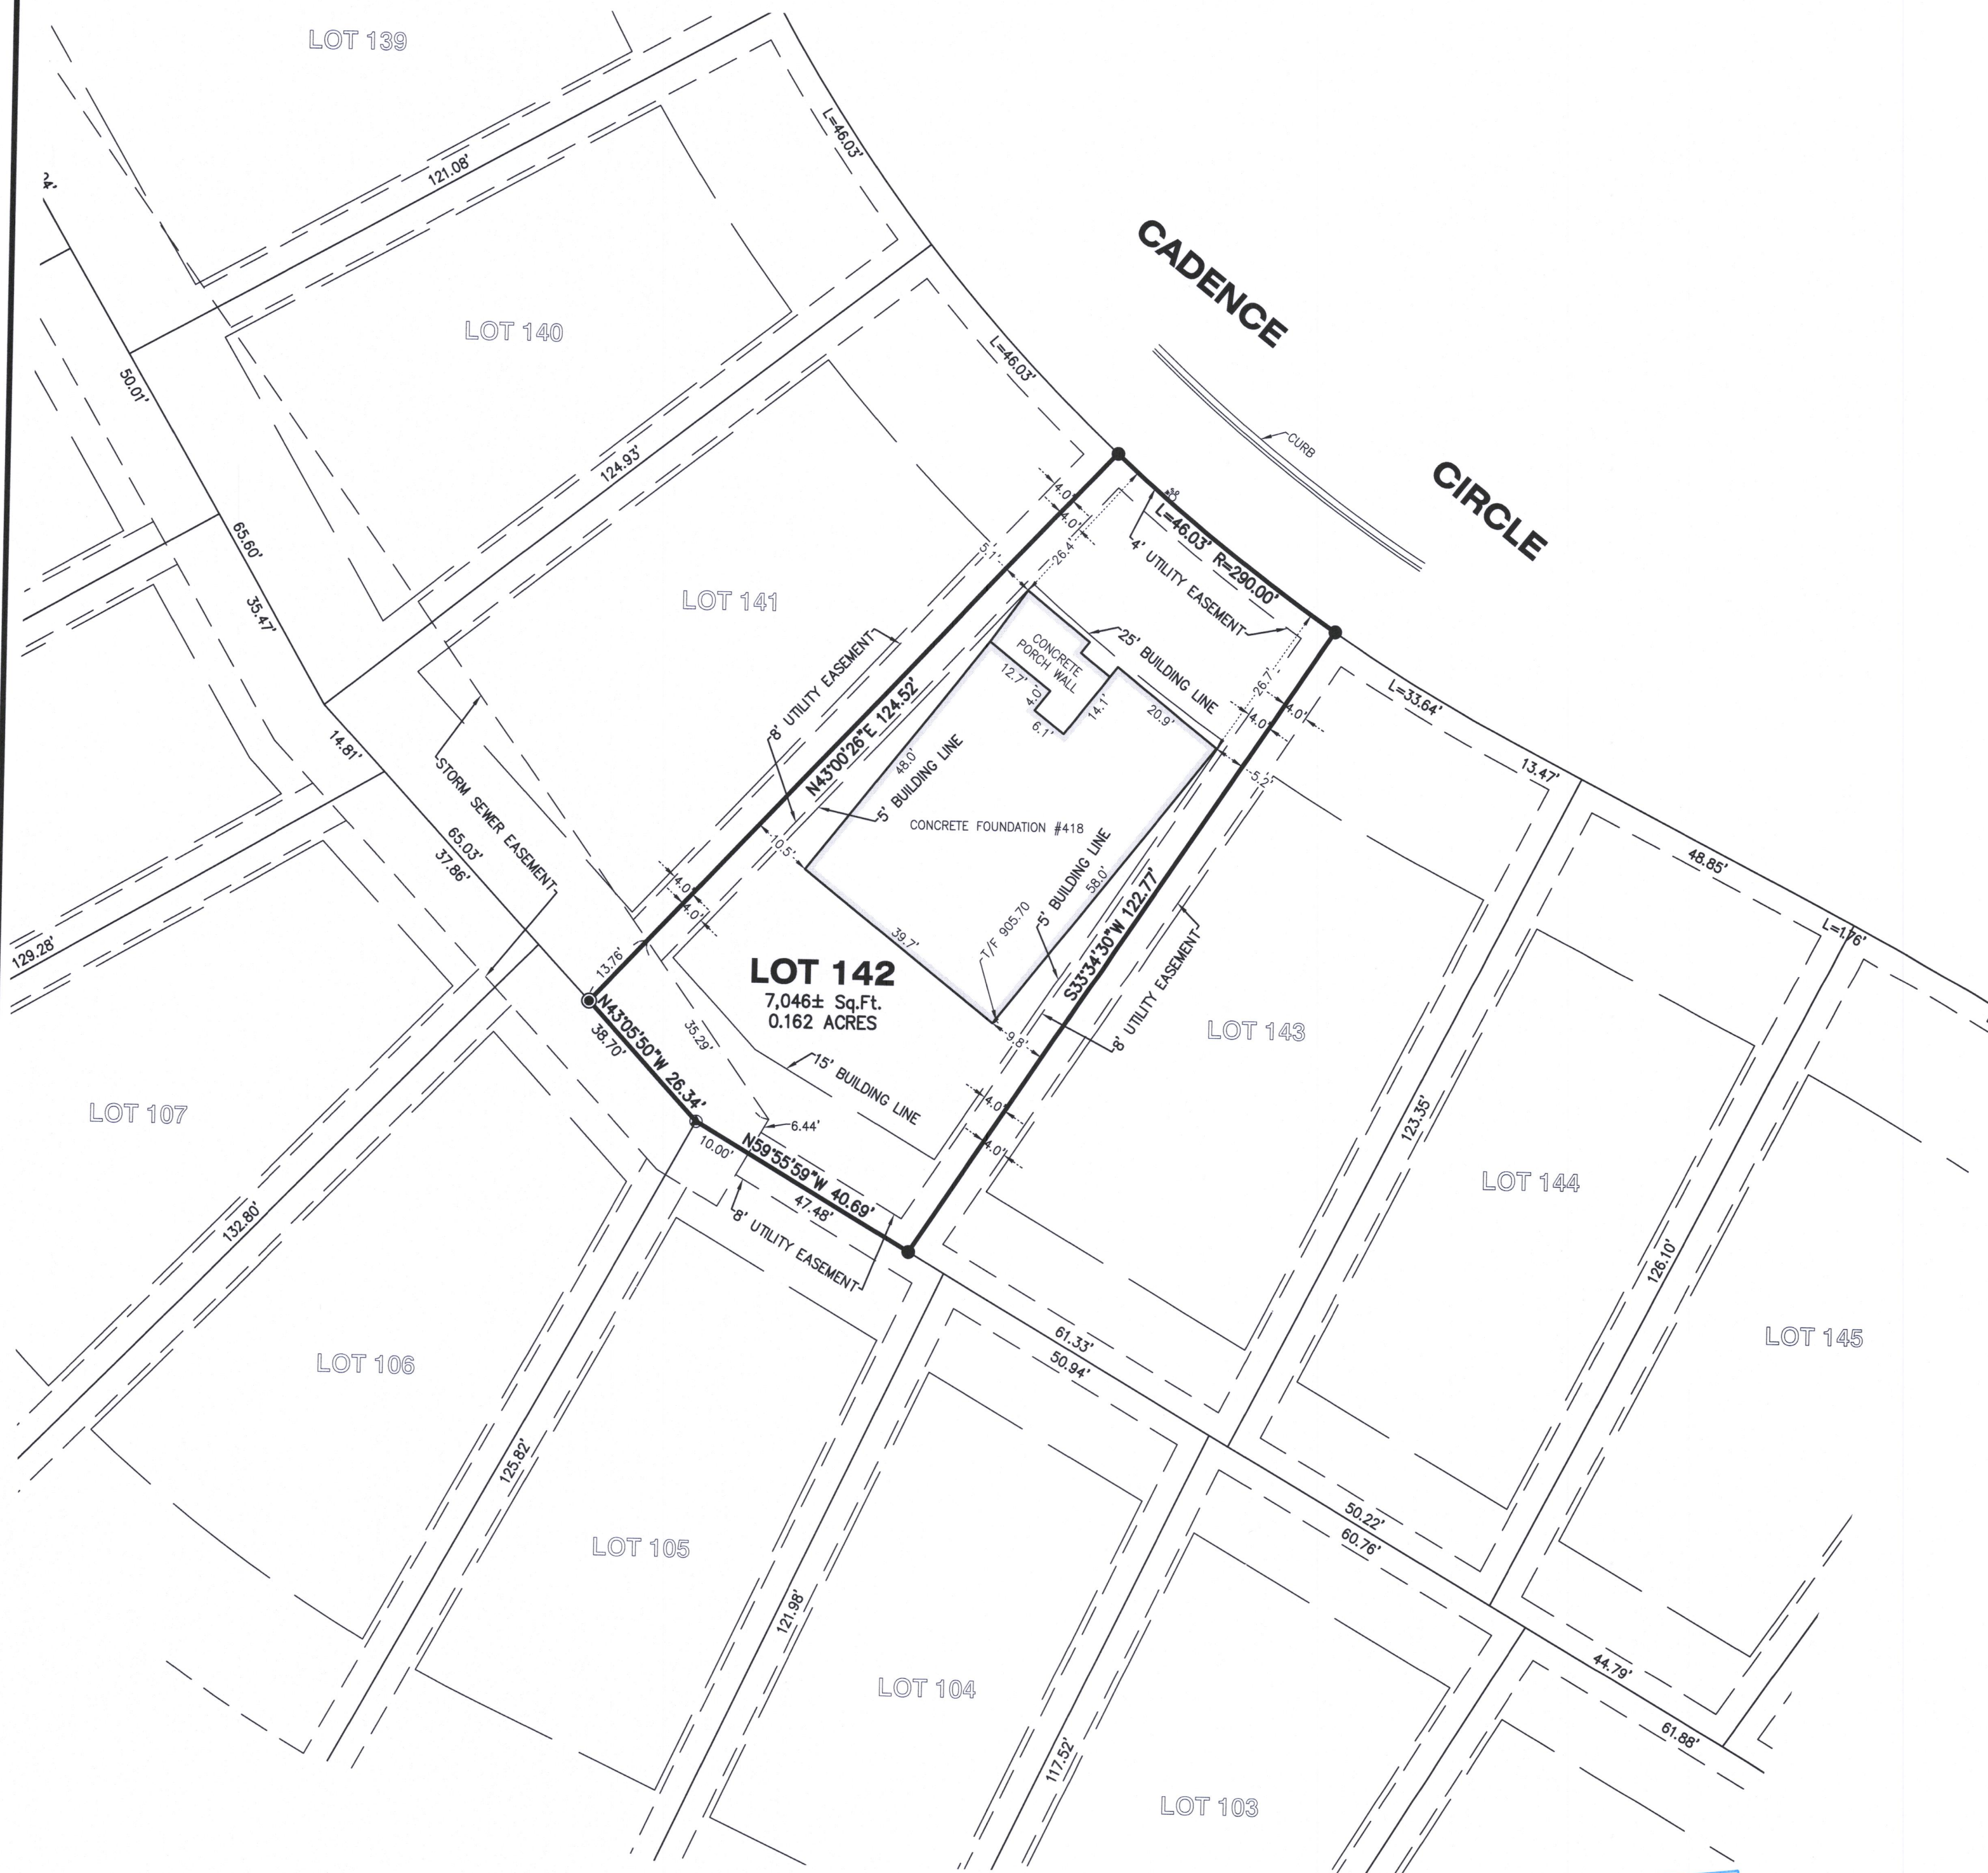 LOT 139
121.08'
L=46.03'
CADENCE
CIRCLE
CURB
LOT 140
50.01'
124.93'
L=46.03'
65.60'
35.47'
LOT 141
14.81'
STORM SEWER EASEMENT
8' UTILITY EASEMENT
N43°00'26"E 124.52'
4.0'
4.0'
5.1'
26.4'
L=46.03' R=290.00'
4' UTILITY EASEMENT
25' BUILDING LINE
26.7'
4.0'
4.0'
5.2'
CONCRETE
PORCH WALL
12.7'
4.0'
6.1'
14.1'
20.9'
48.0'
5' BUILDING LINE
CONCRETE FOUNDATION #418
5' BUILDING LINE
58.0'
10.5'
39.7'
T/F 905.70
S33°34'30"W 122.77'
8' UTILITY EASEMENT
9.8'
4.0'
4.0'
13.76'
LOT 142
7,046± Sq.Ft.
0.162 ACRES
N43°05'50"W 26.34'
38.70'
35.29'
15' BUILDING LINE
6.44'
10.00'
N59°55'59"W 40.69'
47.48'
8' UTILITY EASEMENT
4.0'
4.0'
L=33.64'
13.47'
48.85'
L=1.76'
65.03'
37.86'
129.28'
LOT 107
132.80'
LOT 106
125.82'
LOT 105
121.98'
LOT 104
117.52'
LOT 103
LOT 143
123.35'
LOT 144
126.10'
LOT 145
61.33'
50.94'
50.22'
60.76'
44.79'
61.88'